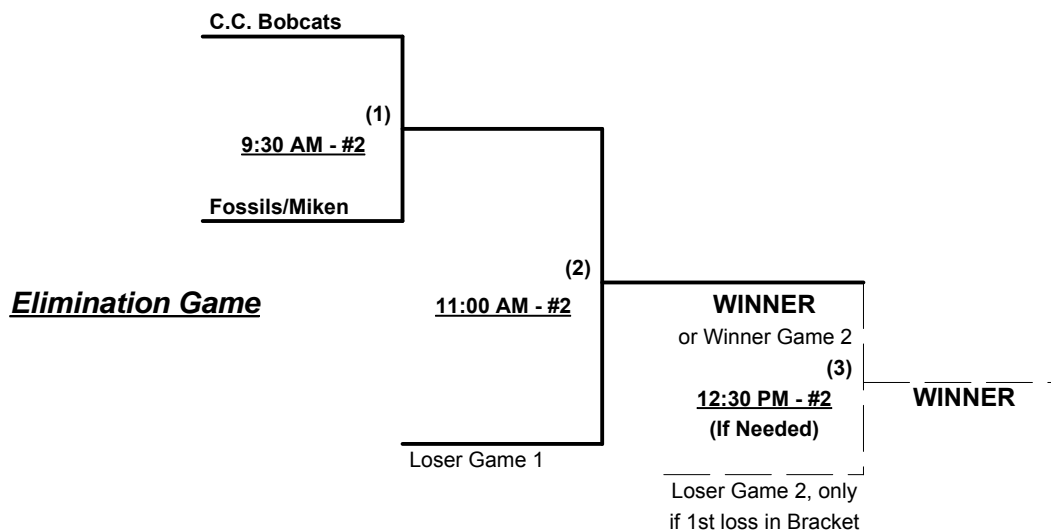 C.C. Bobcats
(1)
9:30 AM - #2
Fossils/Miken
(2)
Elimination Game
11:00 AM - #2
WINNER
or Winner Game 2
(3)
12:30 PM - #2
WINNER
(If Needed)
Loser Game 1
Loser Game 2, only
if 1st loss in Bracket